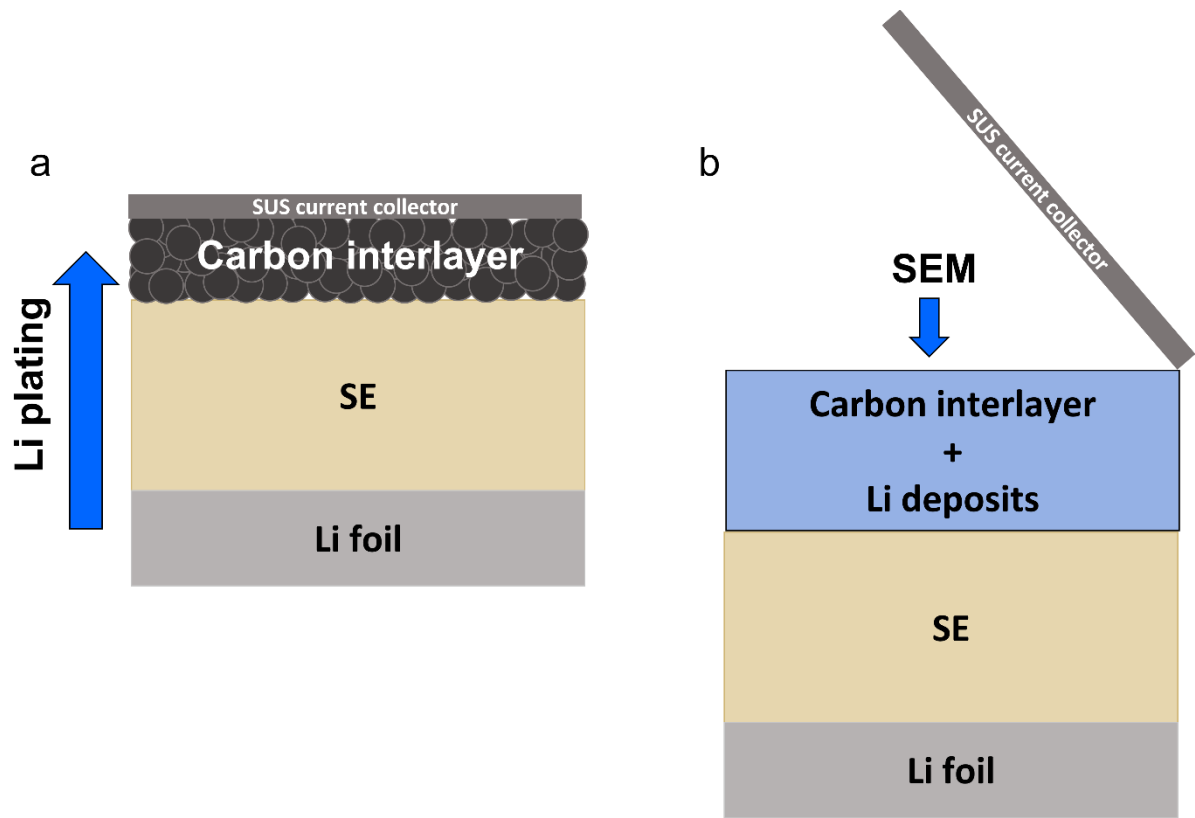 a
SUS current collector
Carbon interlayer
Li plating
SE
Li foil
b
SUS current collector
SEM
Carbon interlayer
+
Li deposits
SE
Li foil